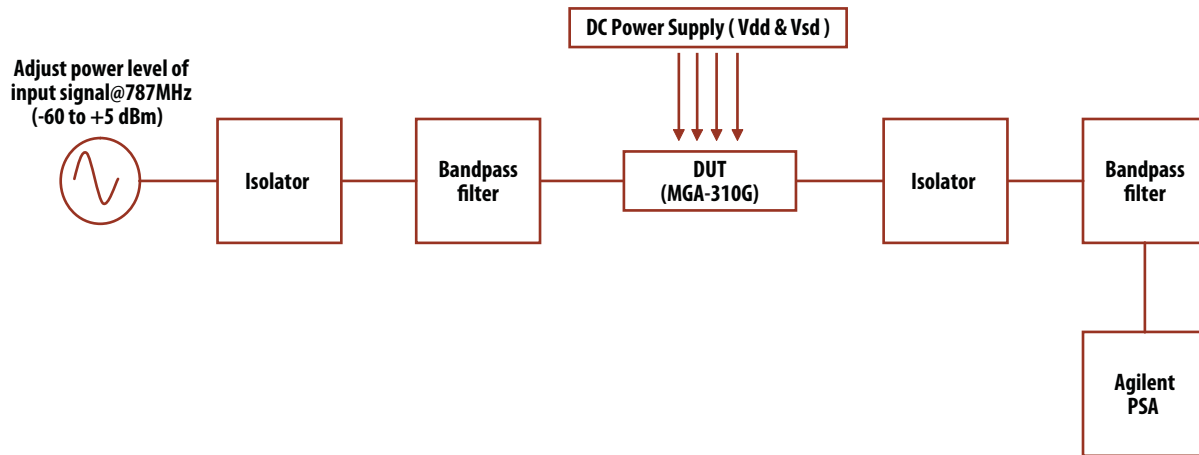 DC Power Supply ( Vdd & Vsd )
Adjust power level of
input signal@787MHz
(-60 to +5 dBm)
Isolator
Bandpass
filter
DUT
(MGA-310G)
Isolator
Bandpass
filter
Agilent
PSA